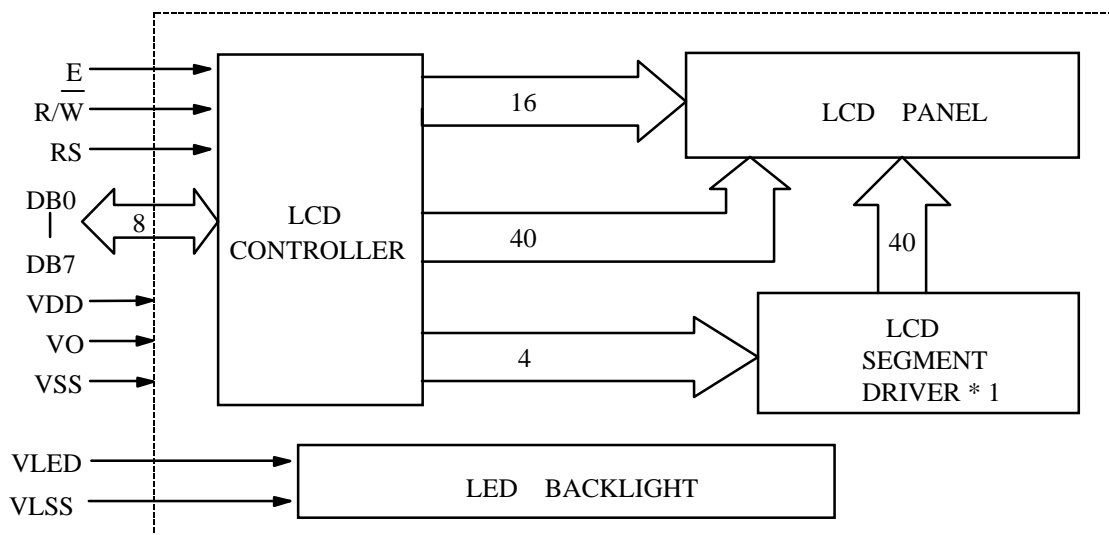 E
R/W
RS
DB0
DB7
VDD
VO
VSS
VLED
VLSS
8
LCD
CONTROLLER
16
40
4
LCD PANEL
40
LCD
SEGMENT
DRIVER * 1
LED BACKLIGHT